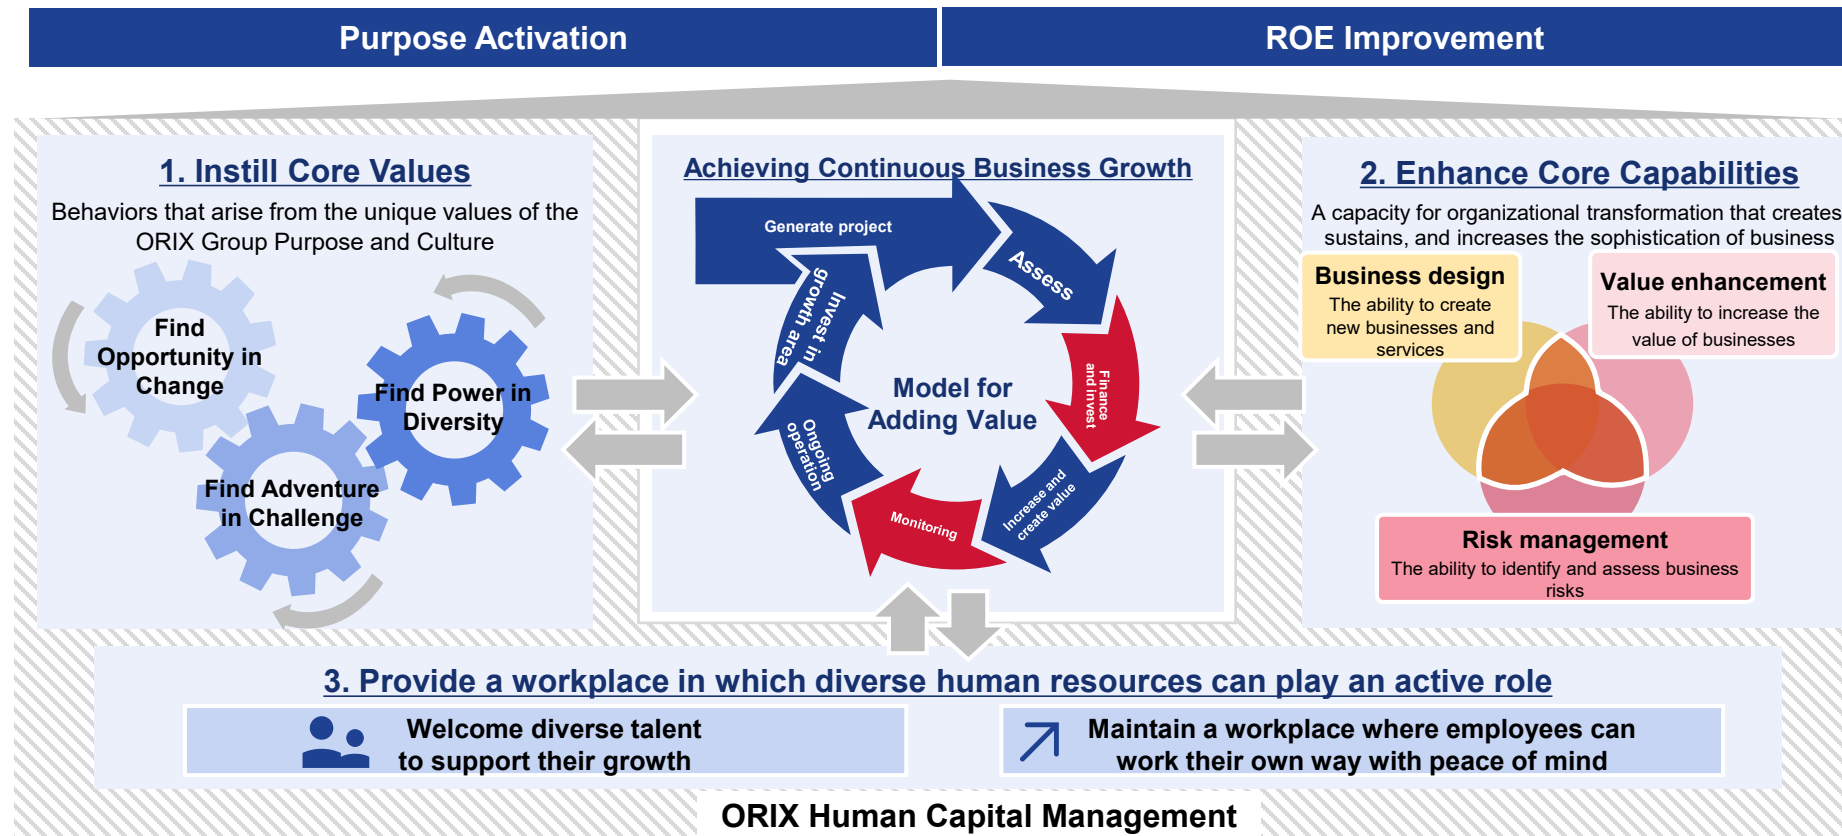 Purpose Activation
ROE Improvement
1. Instill Core Values
Behaviors that arise from the unique values of the
ORIX Group Purpose and Culture
Find
Opportunity in
Change
Find Power in
Diversity
Find Adventure
in Challenge
Achieving Continuous Business Growth
Generate project
Assess
Finance
and invest
Increase and
create value
Monitoring
Ongoing
operation
Invest in
growth area
Model for
Adding Value
2. Enhance Core Capabilities
A capacity for organizational transformation that creates
sustains, and increases the sophistication of business
Business design
The ability to create
new businesses and
services
Value enhancement
The ability to increase the
value of businesses
Risk management
The ability to identify and assess business
risks
3. Provide a workplace in which diverse human resources can play an active role
Welcome diverse talent
to support their growth
Maintain a workplace where employees can
work their own way with peace of mind
ORIX Human Capital Management